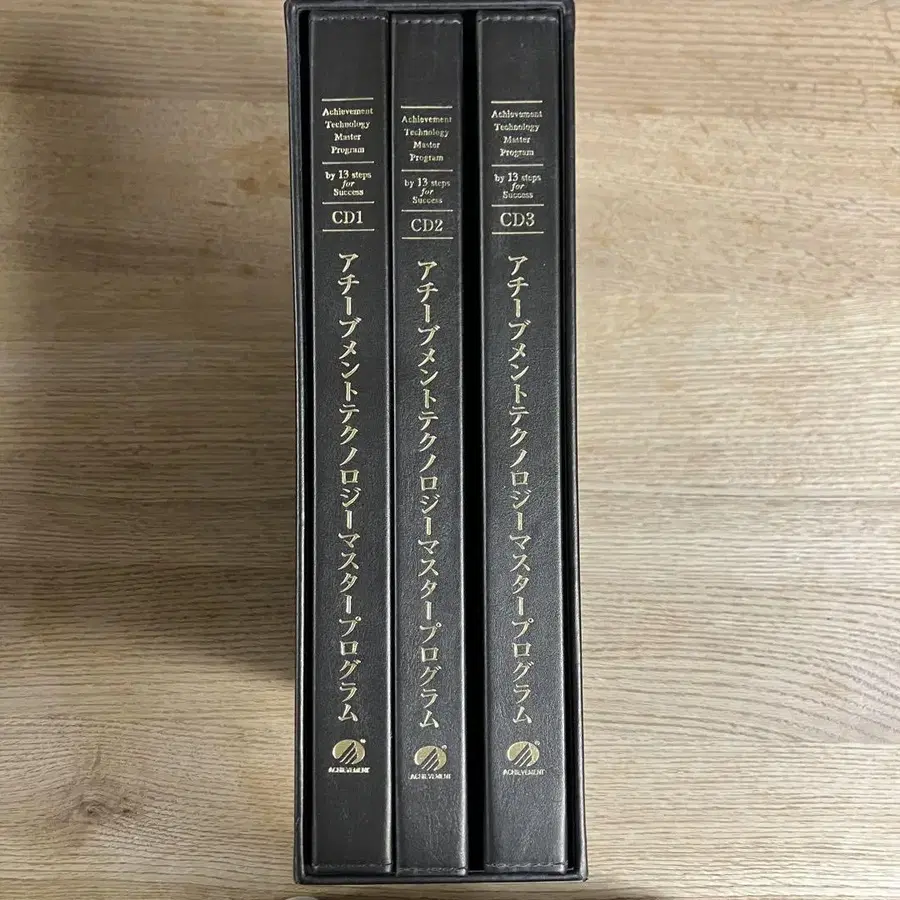 Achievement
Technology
Master
Program
by 13 steps
for
Success
CD1
アチーブメントテクノロジーマスタープログラム
ACHIEVEMENT
Achievement
Technology
Master
Program
by 13 steps
for
Success
CD2
アチーブメントテクノロジーマスタープログラム
ACHIEVEMENT
Achievement
Technology
Master
Program
by 13 steps
for
Success
CD3
アチーブメントテクノロジーマスタープログラム
ACHIEVEMENT